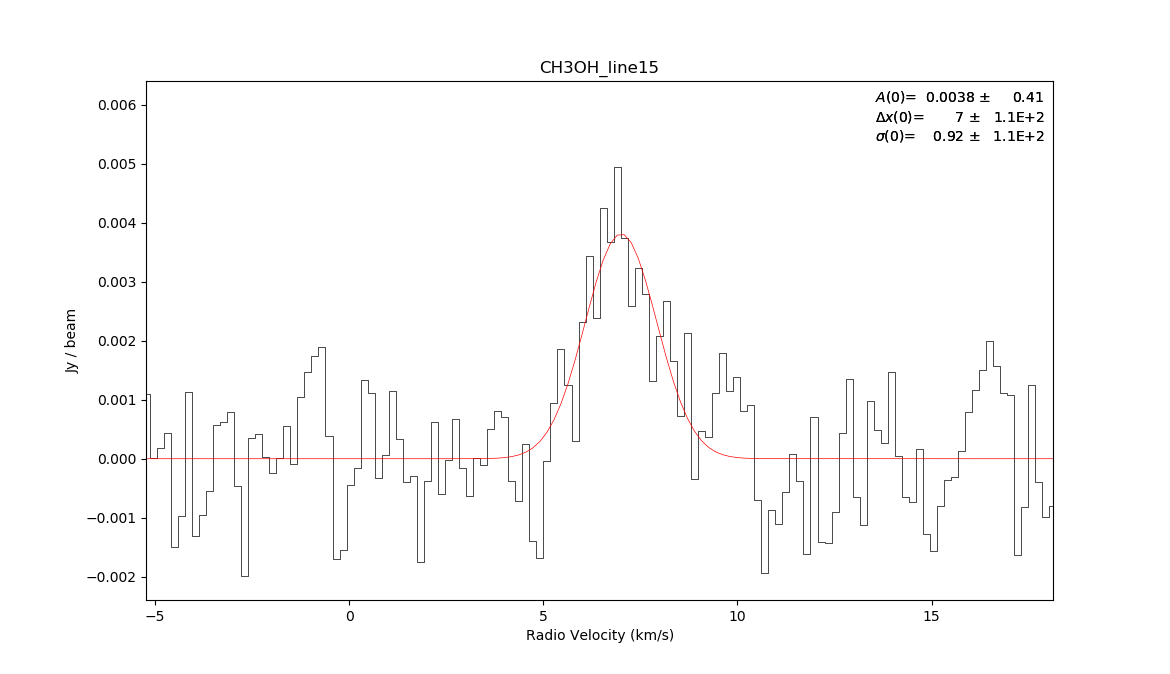 CH3OH_line15
A(0)= 0.0038 ± 0.41
Δx(0)= 7 ± 1.1E+2
σ(0)= 0.92 ± 1.1E+2
0.006
0.005
0.004
0.003
0.002
0.001
0.000
−0.001
−0.002
Jy / beam
−5
0
5
10
15
Radio Velocity (km/s)